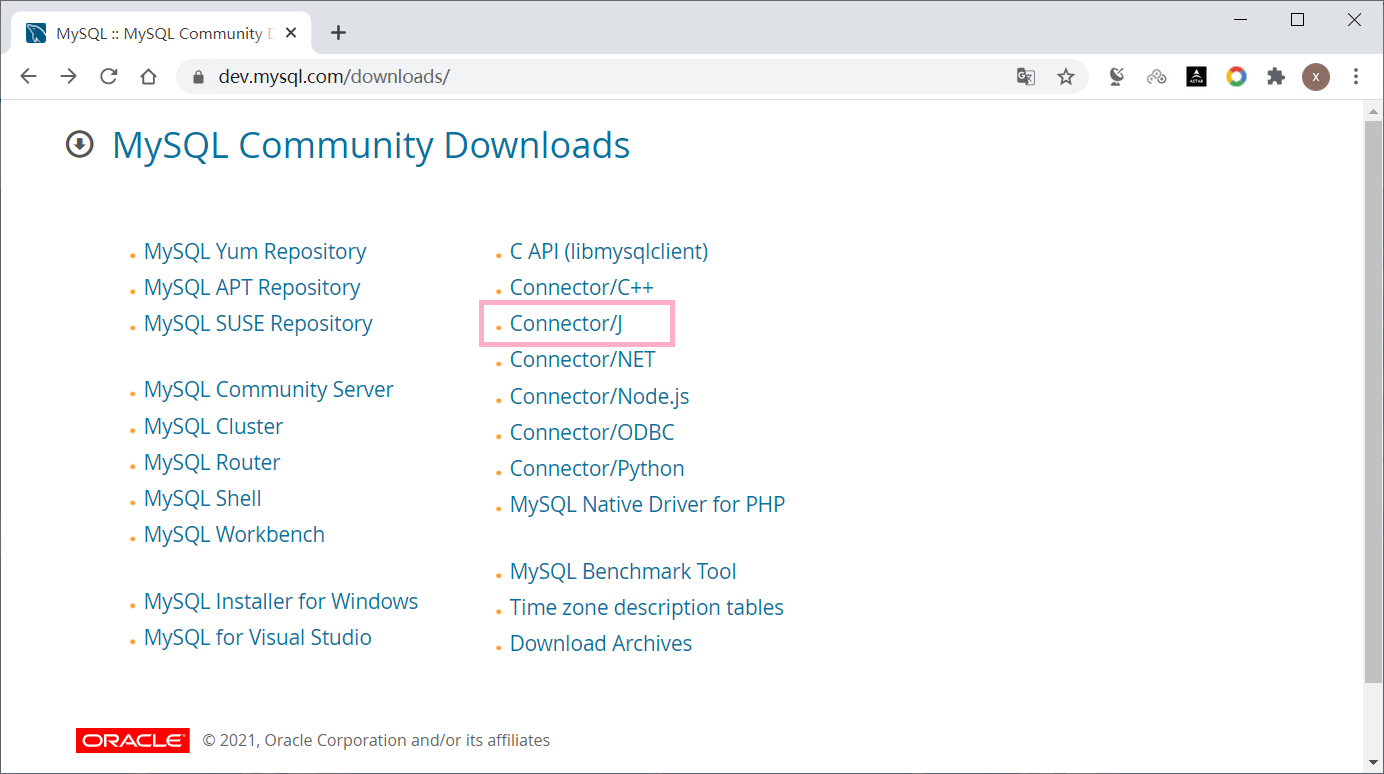 MySQL :: MySQL Community D
dev.mysql.com/downloads/
ASTAR
X
MySQL Community Downloads
MySQL Yum Repository
MySQL APT Repository
MySQL SUSE Repository
MySQL Community Server
MySQL Cluster
MySQL Router
MySQL Shell
MySQL Workbench
MySQL Installer for Windows
MySQL for Visual Studio
C API (libmysqlclient)
Connector/C++
Connector/J
Connector/NET
Connector/Node.js
Connector/ODBC
Connector/Python
MySQL Native Driver for PHP
MySQL Benchmark Tool
Time zone description tables
Download Archives
ORACLE © 2021, Oracle Corporation and/or its affiliates